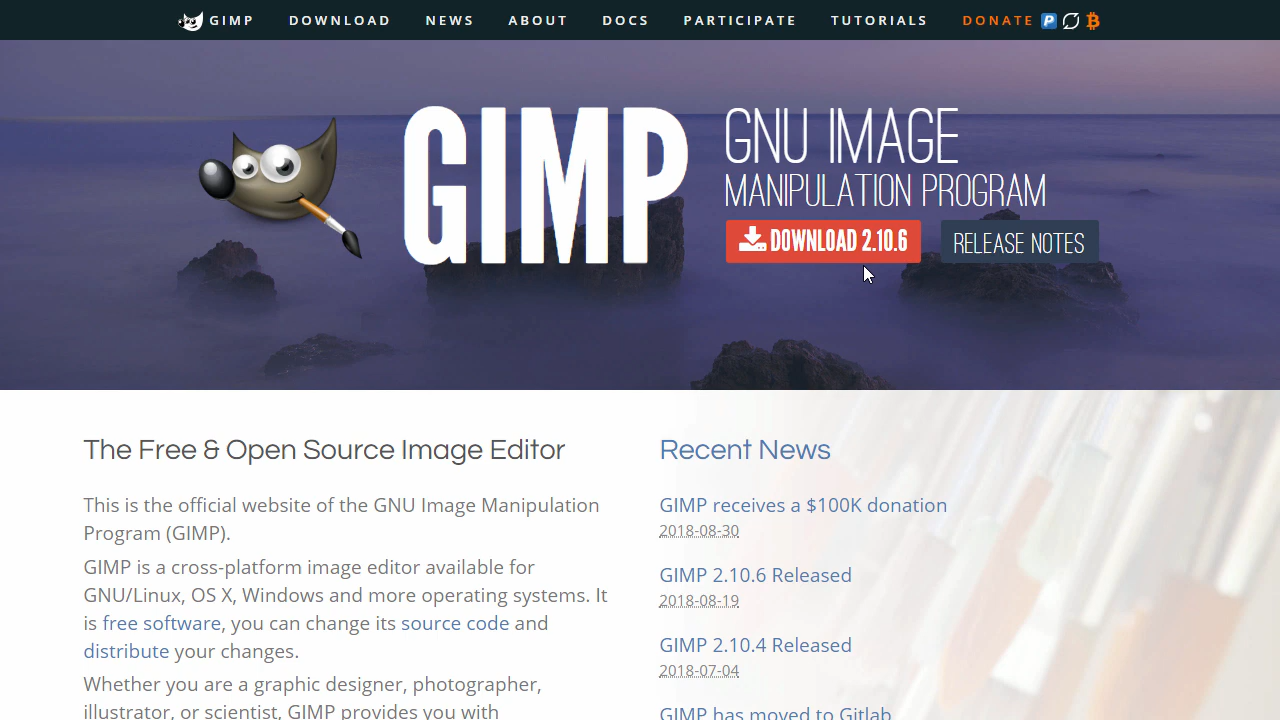 GIMP DOWNLOAD NEWS ABOUT DOCS PARTICIPATE TUTORIALS DONATE
GIMP
GNU IMAGE
MANIPULATION PROGRAM
DOWNLOAD 2.10.6
RELEASE NOTES
The Free & Open Source Image Editor
This is the official website of the GNU Image Manipulation
Program (GIMP).
GIMP is a cross-platform image editor available for
GNU/Linux, OS X, Windows and more operating systems. It
is free software, you can change its source code and
distribute your changes.
Whether you are a graphic designer, photographer,
illustrator, or scientist, GIMP provides you with
Recent News
GIMP receives a $100K donation
2018-08-30
GIMP 2.10.6 Released
2018-08-19
GIMP 2.10.4 Released
2018-07-04
GIMP has moved to Gitlab